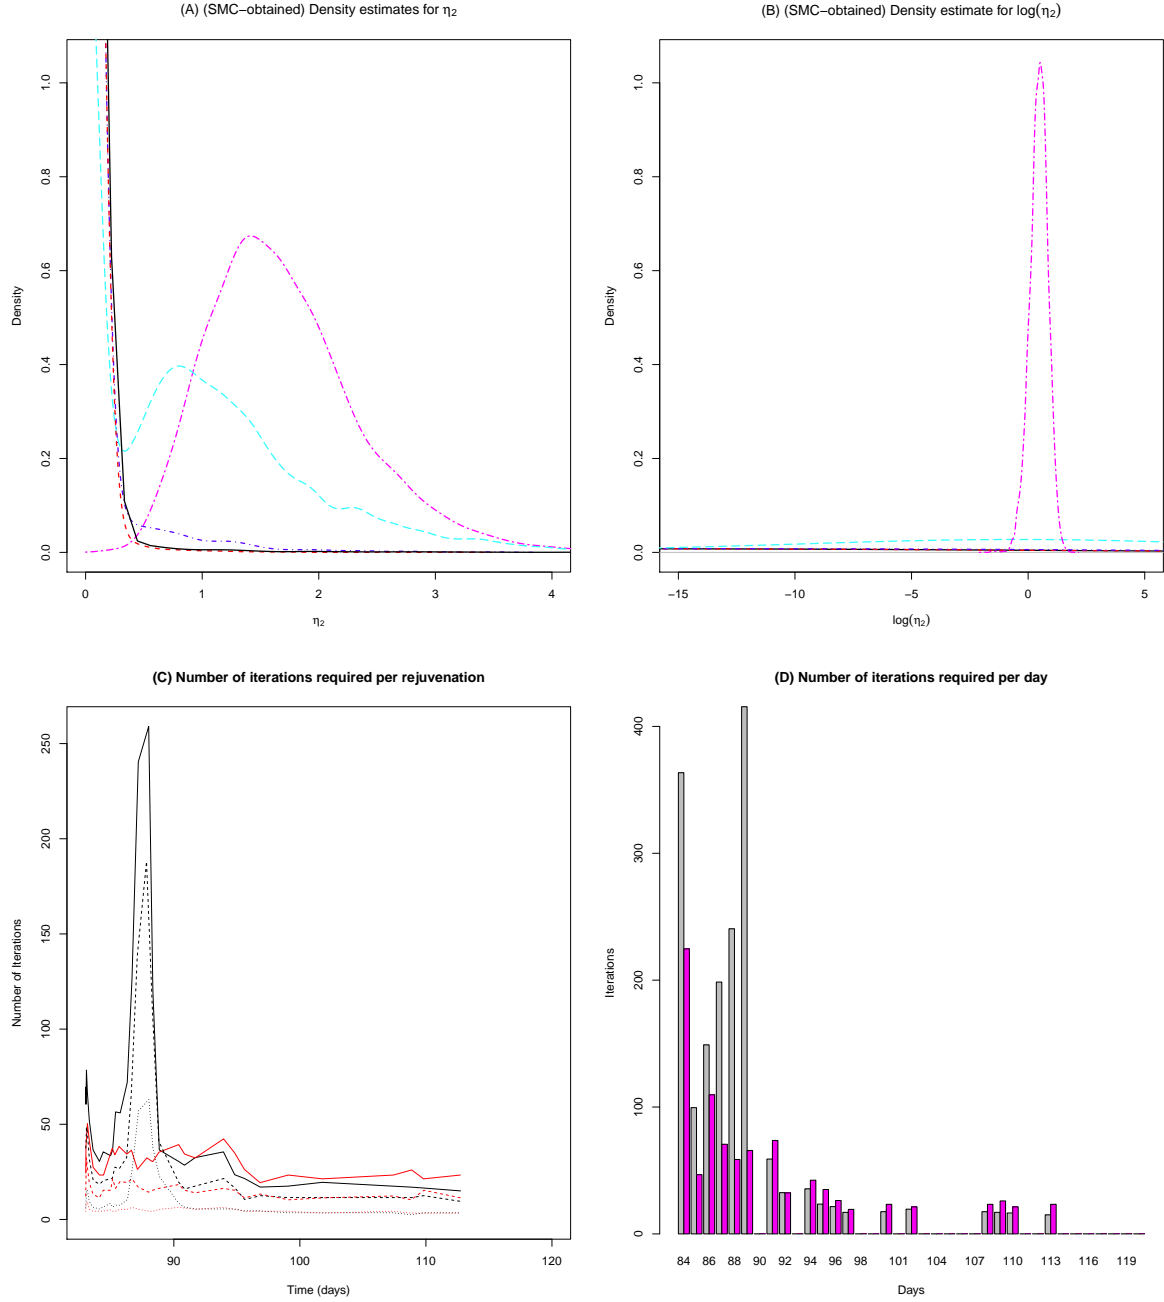 (A) (SMC−obtained) Density estimates for η₂
(B) (SMC−obtained) Density estimate for log(η₂)
Density
0.0 0.2 0.4 0.6 0.8 1.0
0 1 2 3 4
η₂
Density
0.0 0.2 0.4 0.6 0.8 1.0
−15 −10 −5 0 5
log(η₂)
(C) Number of iterations required per rejuvenation
(D) Number of iterations required per day
Number of Iterations
0 50 100 150 200 250
90 100 110 120
Time (days)
Iterations
0 100 200 300 400
84 86 88 90 92 94 96 98 101 104 107 110 113 116 119
Days